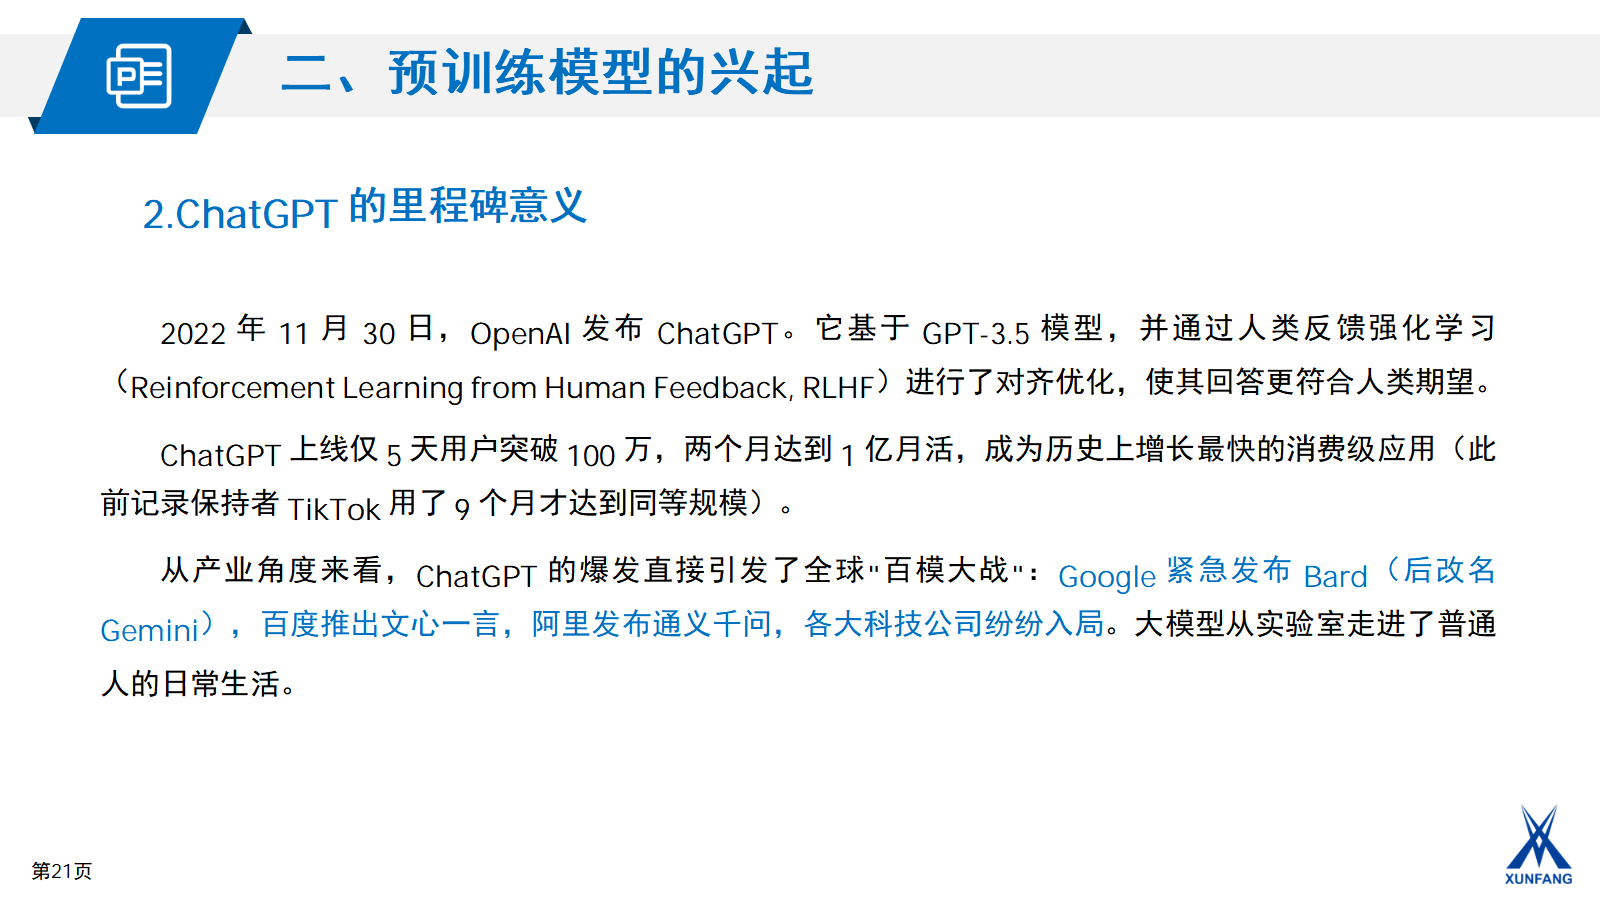 二、预训练模型的兴起
2.ChatGPT 的里程碑意义
2022 年 11 月 30 日，OpenAI 发布 ChatGPT。它基于 GPT-3.5 模型，并通过人类反馈强化学习
（Reinforcement Learning from Human Feedback, RLHF）进行了对齐优化，使其回答更符合人类期望。
ChatGPT 上线仅 5 天用户突破 100 万，两个月达到 1 亿月活，成为历史上增长最快的消费级应用（此
前记录保持者 TikTok 用了 9 个月才达到同等规模）。
从产业角度来看，ChatGPT 的爆发直接引发了全球"百模大战"：Google 紧急发布 Bard（后改名
Gemini），百度推出文心一言，阿里发布通义千问，各大科技公司纷纷入局。大模型从实验室走进了普通
人的日常生活。
第21页
XUNFANG